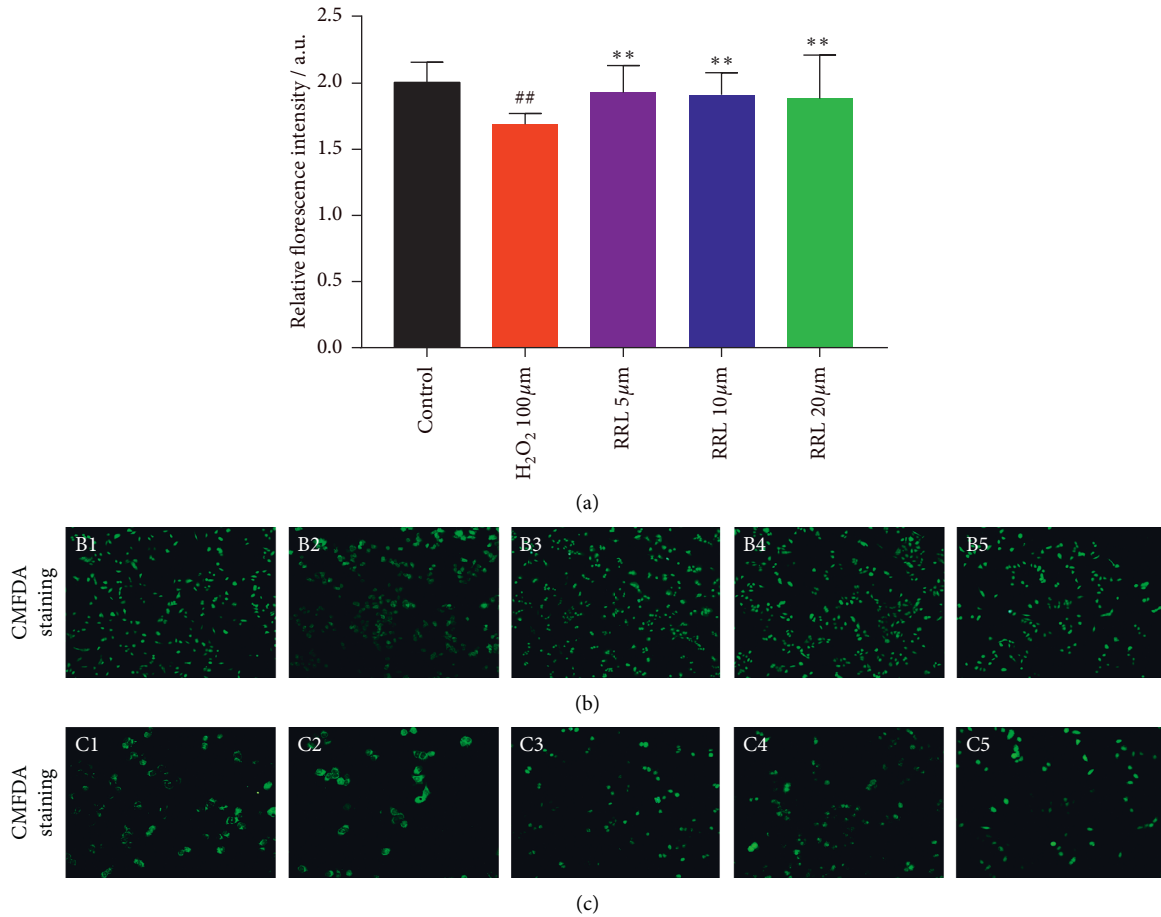 Relative florescence intensity / a.u.
2.5
2.0
1.5
1.0
0.5
0.0
##
**
**
**
Control
H₂O₂ 100μm
RRL 5μm
RRL 10μm
RRL 20μm
(a)
CMFDA
staining
B1
B2
B3
B4
B5
(b)
CMFDA
staining
C1
C2
C3
C4
C5
(c)